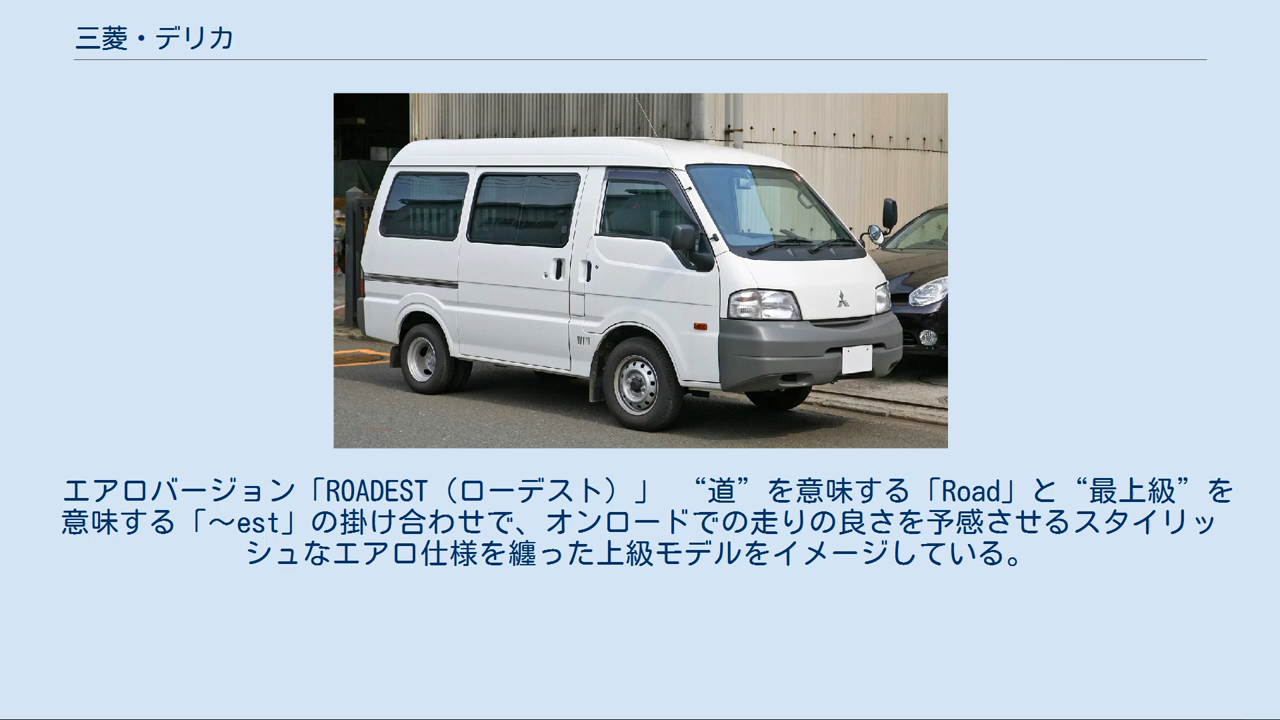 三菱・デリカ
エアロバージョン「ROADEST（ローデスト）」　“道”を意味する「Road」と“最上級”を
意味する「～est」の掛け合わせで、オンロードでの走りの良さを予感させるスタイリッ
シュなエアロ仕様を纏った上級モデルをイメージしている。